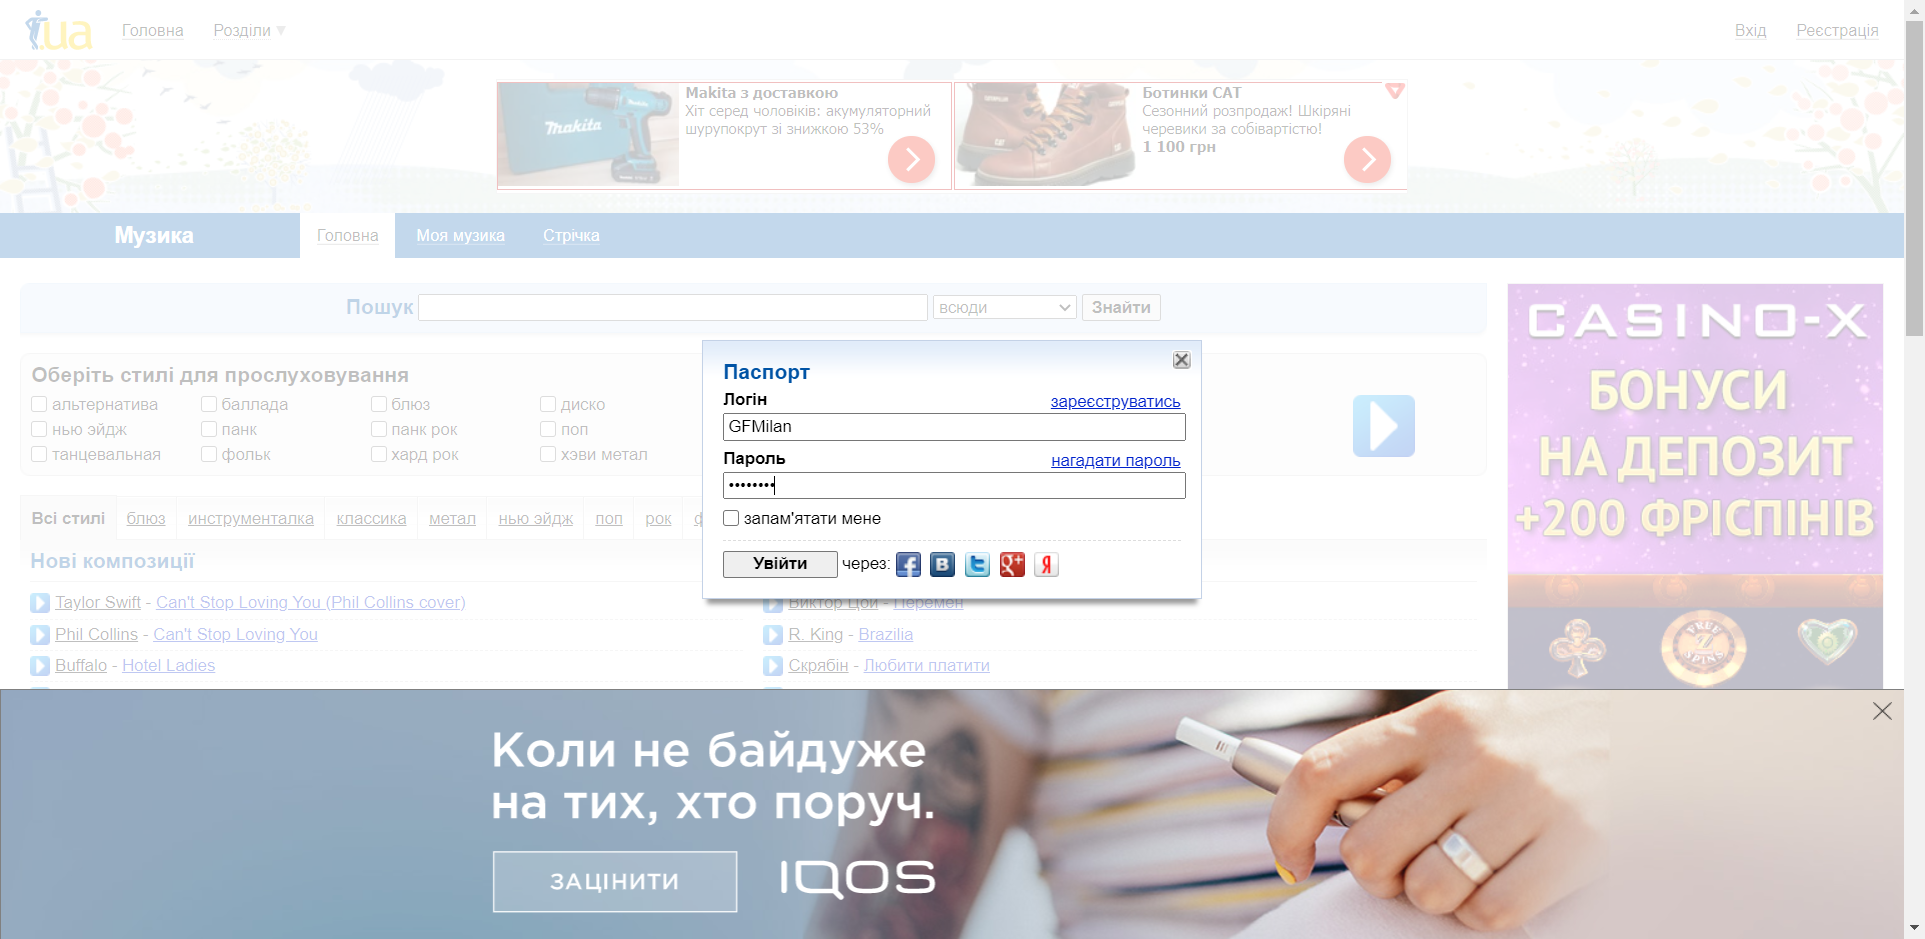 i.ua
Головна
Розділи ▼
Вхід
Реєстрація
Makita
Makita з доставкою
Хіт серед чоловіків: акумуляторний
шурупокрут зі знижкою 53%
Ботинки CAT
Сезонний розпродаж! Шкіряні
черевики за собівартістю!
1 100 грн
Музика
Головна
Моя музика
Стрічка
Пошук
всюди
Знайти
Оберіть стилі для прослуховування
альтернатива
баллада
блюз
диско
нью эйдж
панк
панк рок
поп
танцевальная
фольк
хард рок
хэви метал
Паспорт
Логін
зареєструватись
GFMilan
Пароль
нагадати пароль
••••••••
запам'ятати мене
Увійти
через:
Всі стилі
блюз
инструменталка
классика
метал
нью эйдж
поп
рок
Нові композиції
Taylor Swift - Can't Stop Loving You (Phil Collins cover)
Виктор Цой - Перемен
Phil Collins - Can't Stop Loving You
R. King - Brazilia
Buffalo - Hotel Ladies
Скрябін - Любити платити
CASINO-X
БОНУСИ
НА ДЕПОЗИТ
+200 ФРІСПІНІВ
FREE
SPINS
Коли не байдуже
на тих, хто поруч.
ЗАЦІНИТИ
IQOS